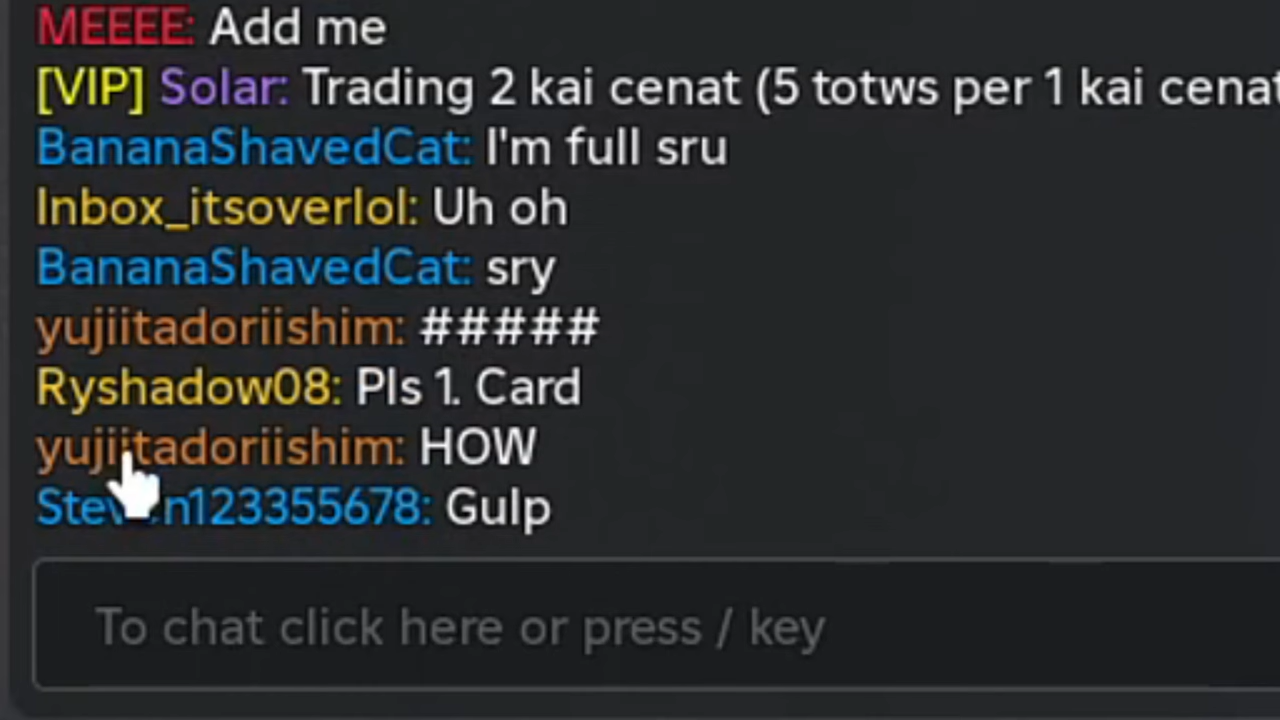 MEEEE: Add me
[VIP] Solar: Trading 2 kai cenat (5 totws per 1 kai cenat
BananaShavedCat: I'm full sru
Inbox_itsoverlol: Uh oh
BananaShavedCat: sry
yujiitadoriishim: #####
Ryshadow08: Pls 1. Card
yujiitadoriishim: HOW
Steven123355678: Gulp
To chat click here or press / key